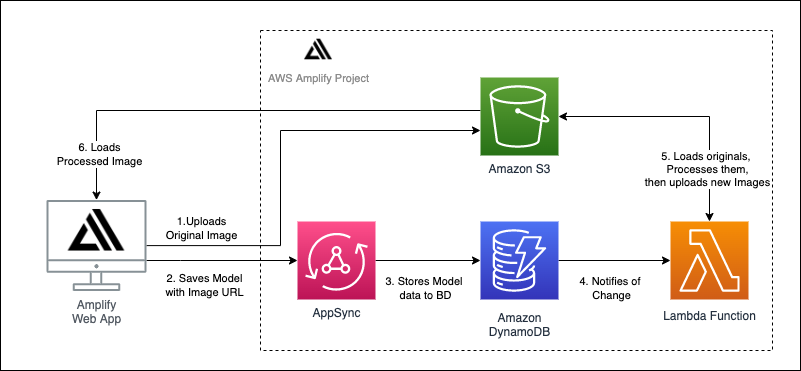 AWS Amplify Project
6. Loads
Processed Image
Amazon S3
5. Loads originals,
Processes them,
then uploads new Images
1.Uploads
Original Image
2. Saves Model
with Image URL
3. Stores Model
data to BD
4. Notifies of
Change
Amplify
Web App
AppSync
Amazon
DynamoDB
Lambda Function